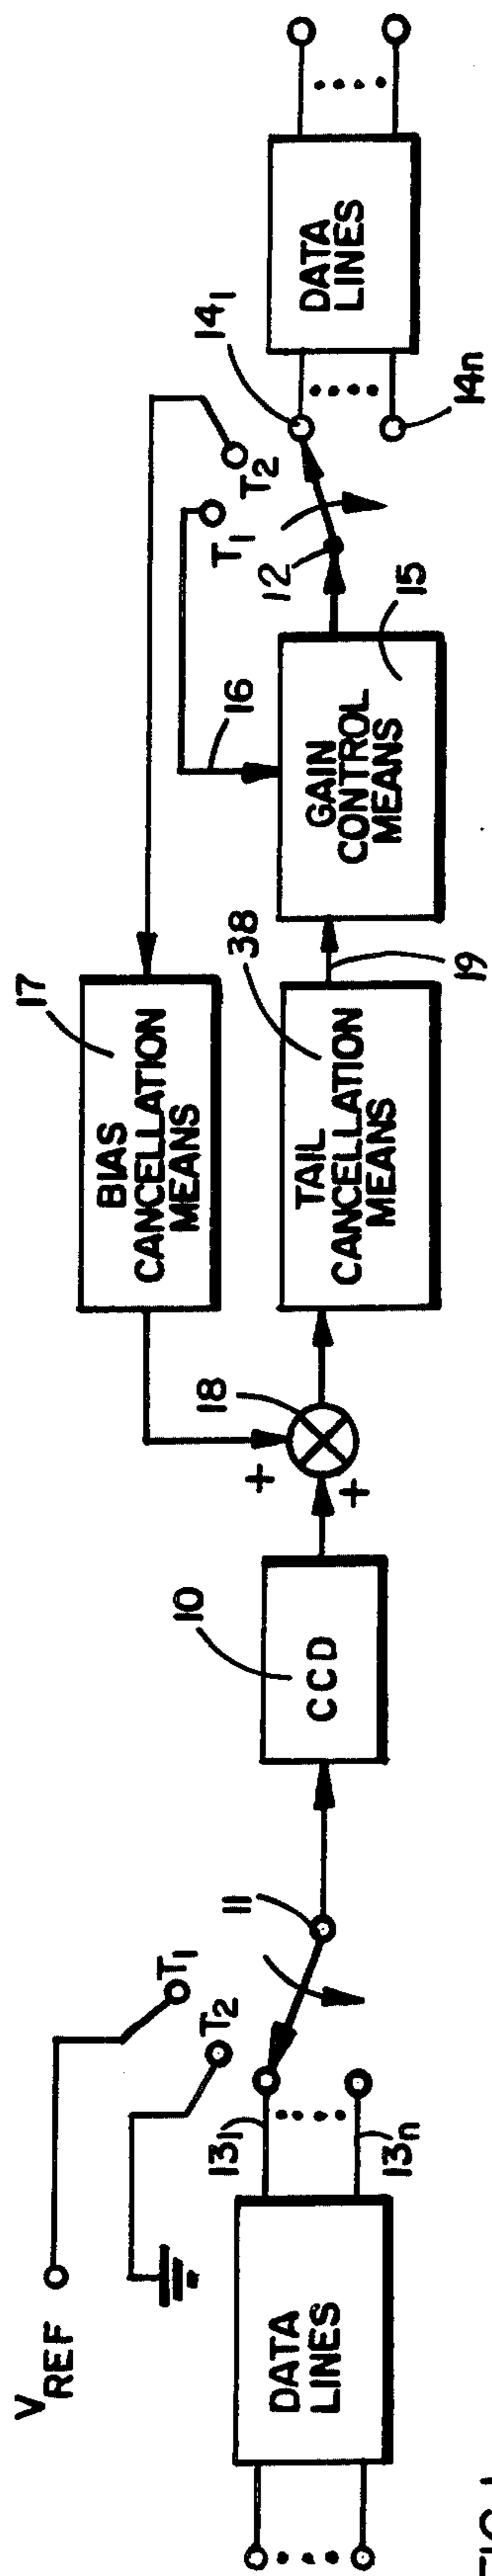 V REF
T1
T2
DATA
LINES
13₁
13n
11
10
CCD
18
+
+
17
BIAS
CANCELLATION
MEANS
38
TAIL
CANCELLATION
MEANS
19
16
GAIN
CONTROL
MEANS
15
12
T1
T2
14₁
14n
DATA
LINES
FIG. 1